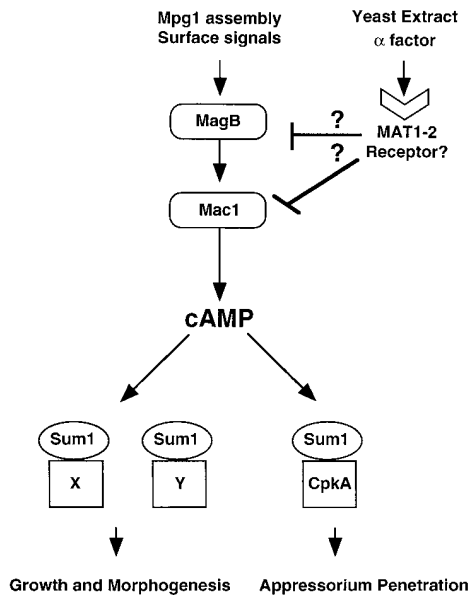 Mpg1 assembly
Surface signals
Yeast Extract
α factor
MagB
?
?
MAT1-2
Receptor?
Mac1
cAMP
Sum1
Sum1
Sum1
X
Y
CpkA
Growth and Morphogenesis
Appressorium Penetration